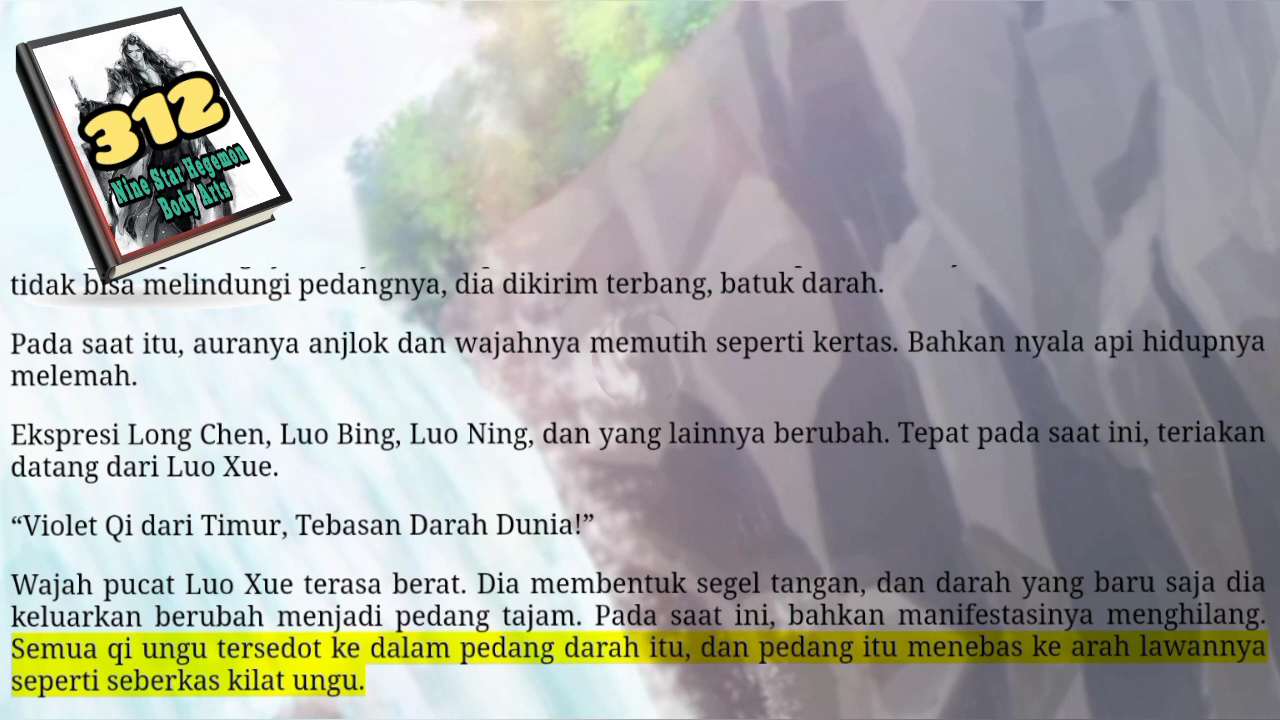 312
Nine Star Hegemon
Body Arts
tidak bisa melindungi pedangnya, dia dikirim terbang, batuk darah.
Pada saat itu, auranya anjlok dan wajahnya memutih seperti kertas. Bahkan nyala api hidupnya
melemah.
Ekspresi Long Chen, Luo Bing, Luo Ning, dan yang lainnya berubah. Tepat pada saat ini, teriakan
datang dari Luo Xue.
“Violet Qi dari Timur, Tebasan Darah Dunia!”
Wajah pucat Luo Xue terasa berat. Dia membentuk segel tangan, dan darah yang baru saja dia
keluarkan berubah menjadi pedang tajam. Pada saat ini, bahkan manifestasinya menghilang.
Semua qi ungu tersedot ke dalam pedang darah itu, dan pedang itu menebas ke arah lawannya
seperti seberkas kilat ungu.